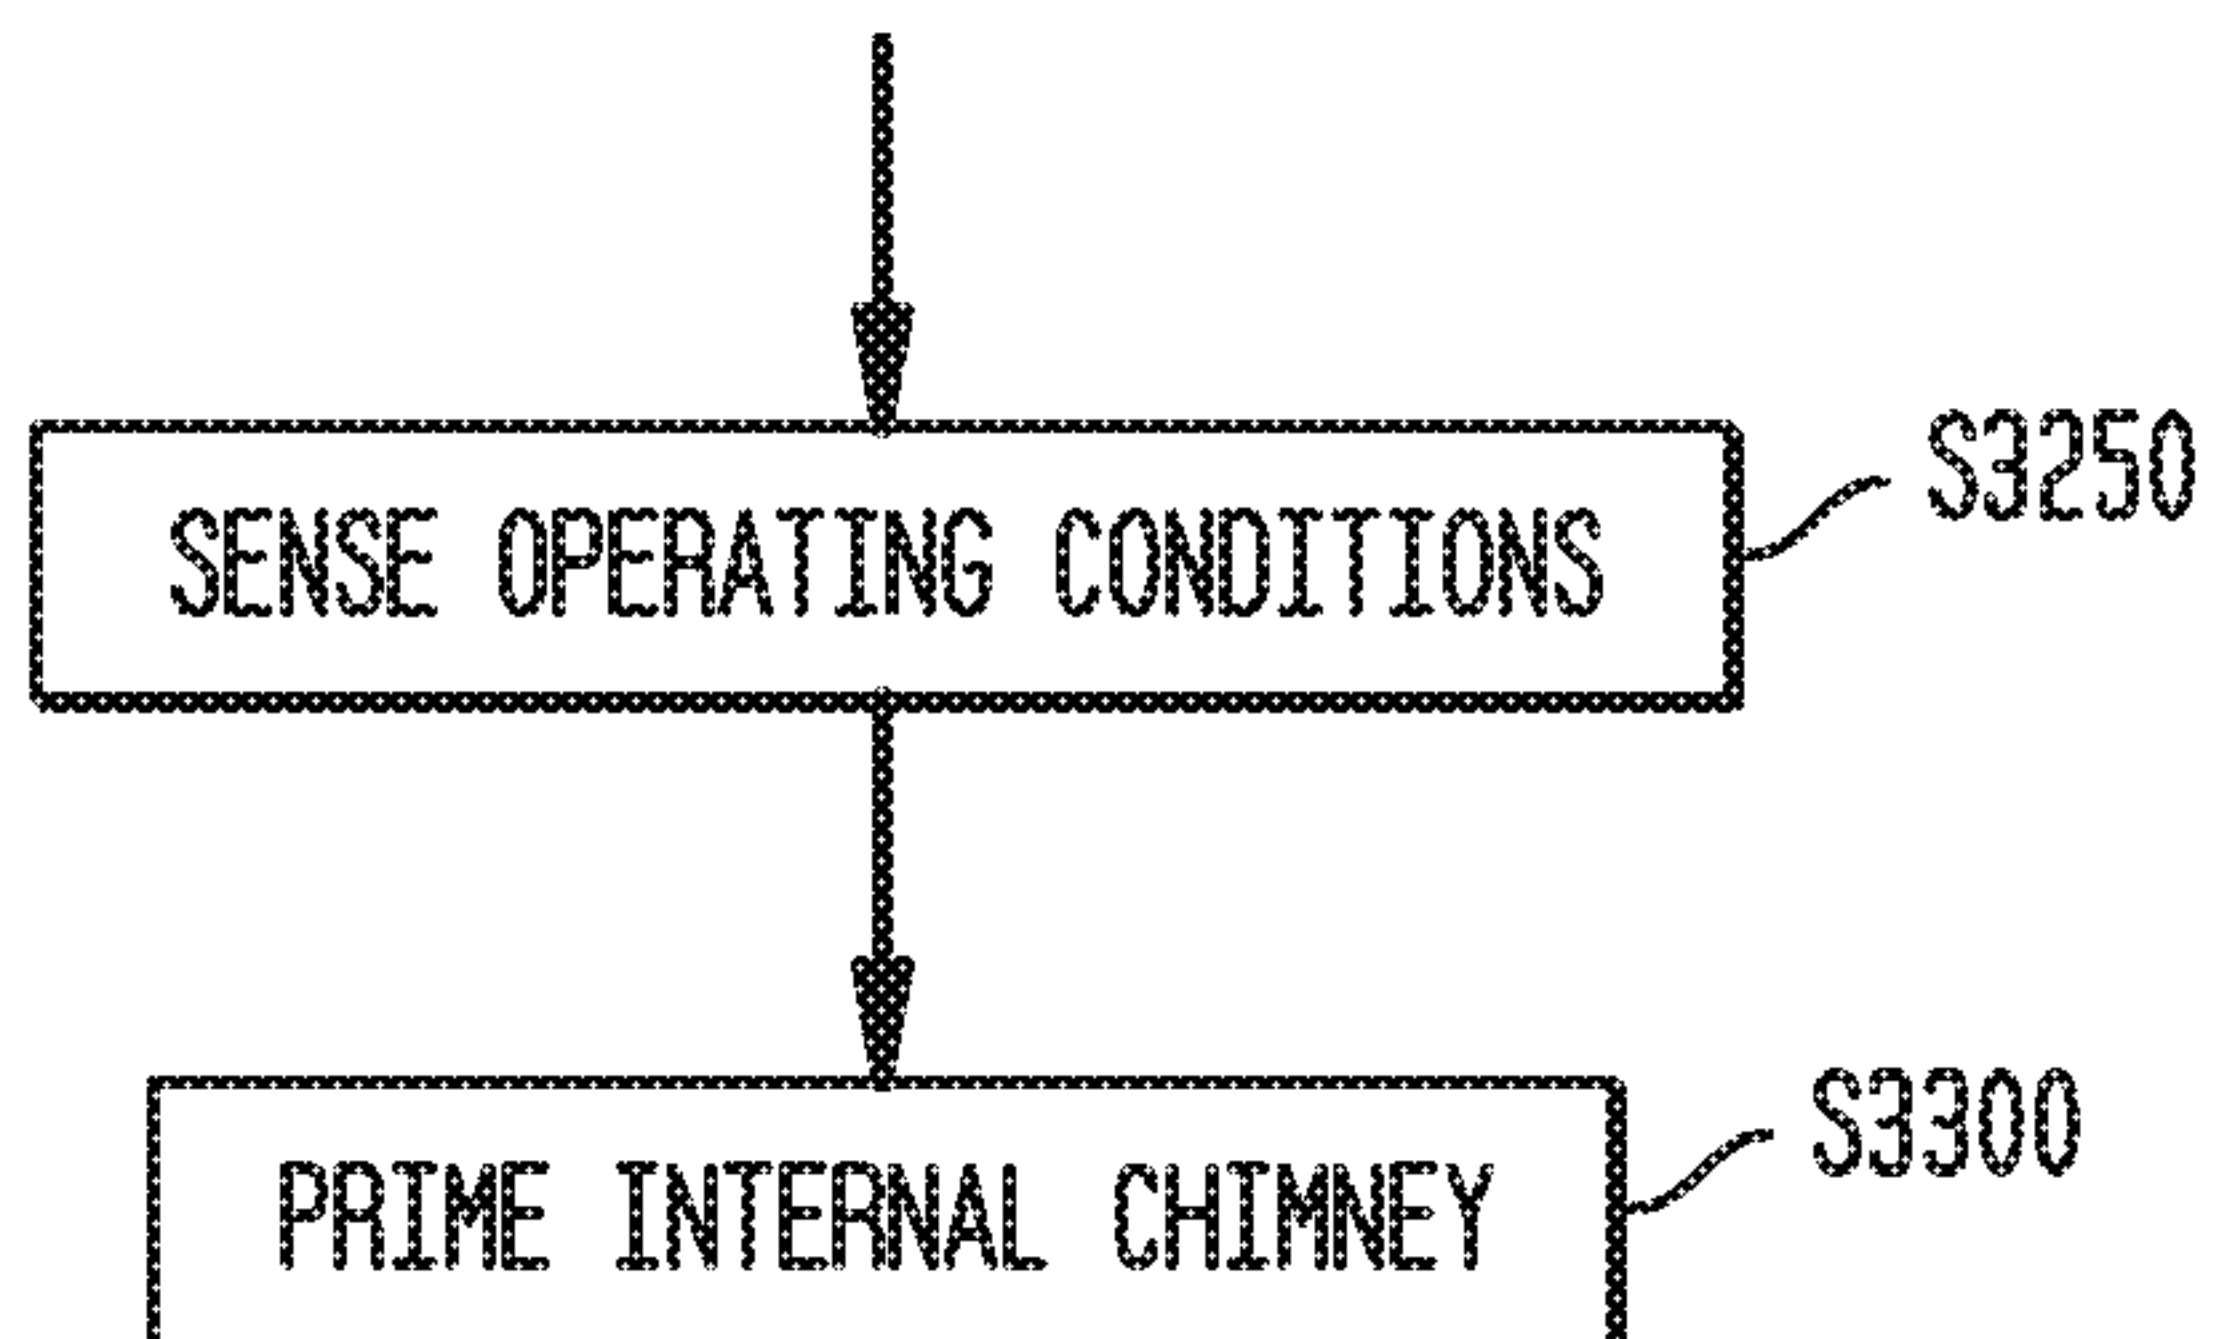 S3250
SENSE OPERATING CONDITIONS
S3300
PRIME INTERNAL CHIMNEY